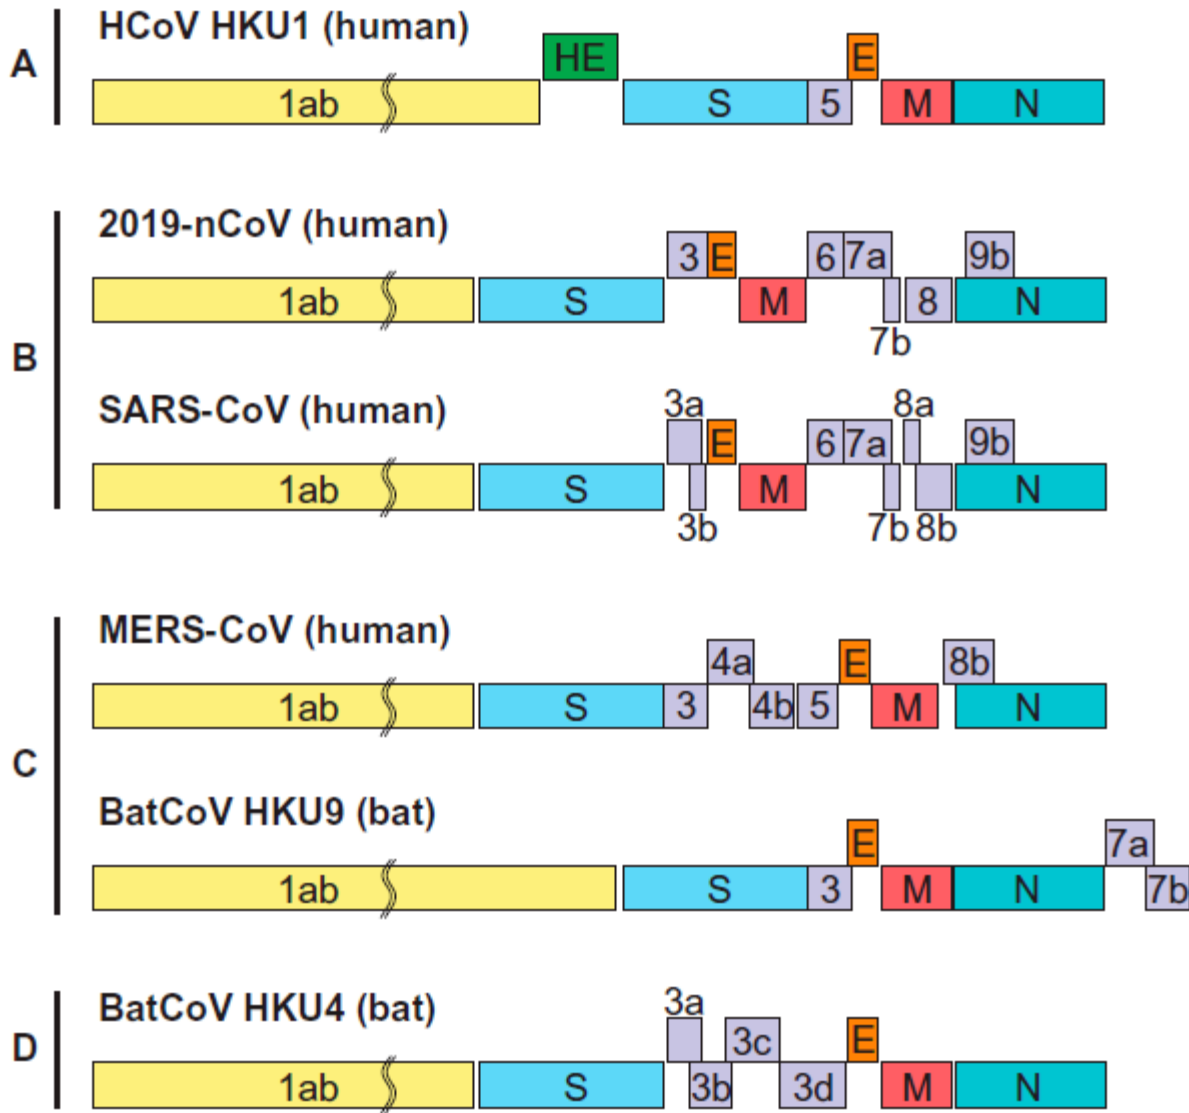 A
HCoV HKU1 (human)
HE E
1ab S 5 M N
B
2019-nCoV (human)
3 E 6 7a 9b
1ab S M 8 N
7b
SARS-CoV (human)
3a 8a
E 6 7a 9b
1ab S M N
3b 7b 8b
C
MERS-CoV (human)
4a E 8b
1ab S 3 4b 5 M N
BatCoV HKU9 (bat)
E 7a
1ab S 3 M N 7b
D
BatCoV HKU4 (bat)
3a
3c E
1ab S 3b 3d M N